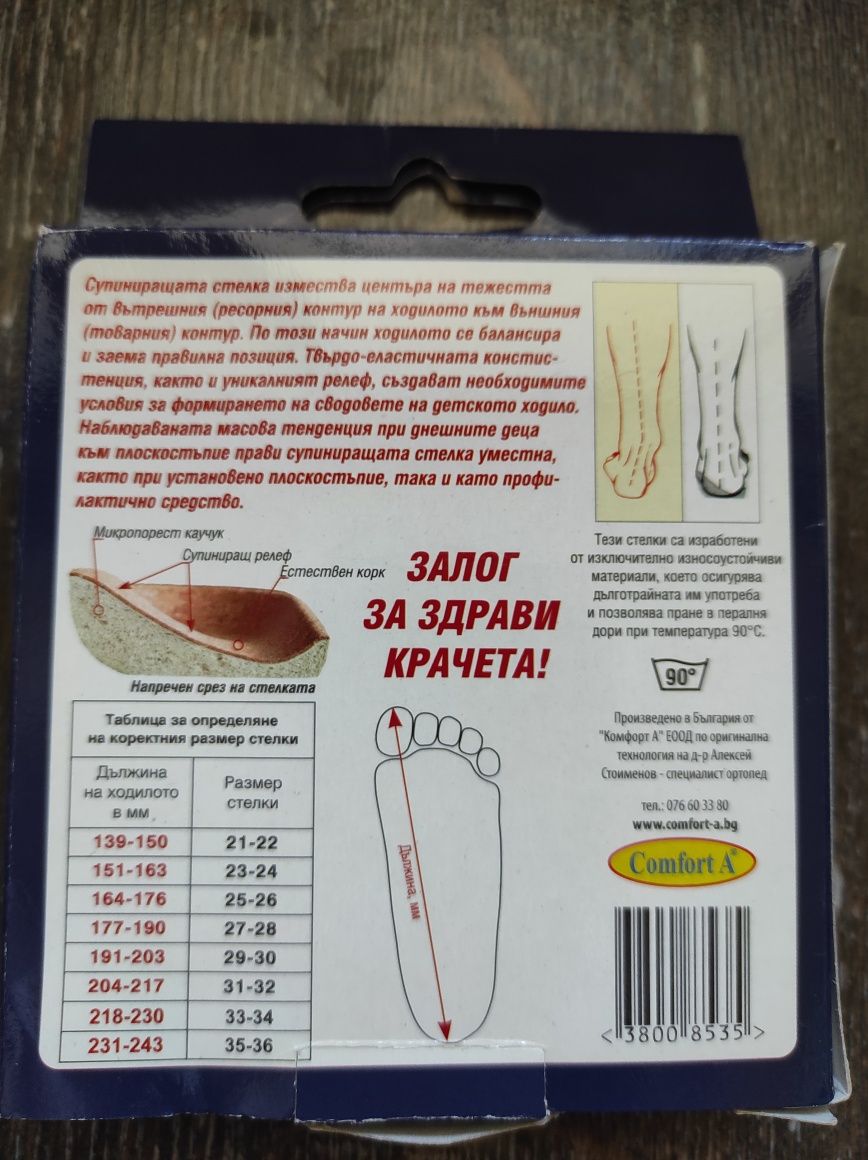 Супиниращата стелка измества центъра на тежестта
от вътрешния (ресорния) контур на ходилото към външния
(товарния) контур. По този начин ходилото се балансира
и заема правилна позиция. Твърдо-еластичната констис-
тенция, както и уникалният релеф, създават необходимите
условия за формирането на сводовете на детското ходило.
Наблюдаваната масова тенденция при днешните деца
към плоскостъпие прави супиниращата стелка уместна,
както при установено плоскостъпие, така и като профи-
лактично средство.
Микропорест каучук
Супиниращ релеф
Естествен корк
Напречен срез на стелката
ЗАЛОГ
ЗА ЗДРАВИ
КРАЧЕТА!
Тези стелки са изработени
от изключително износоустойчиви
материали, което осигурява
дълготрайната им употреба
и позволява пране в пералня
дори при температура 90°С.
90°
Произведено в България от
"Комфорт А" ЕООД по оригинална
технология на д-р Алексей
Стоименов - специалист ортопед
тел.: 076 60 33 80
www.comfort-a.bg
Comfort A®
Таблица за определяне
на коректния размер стелки
Дължина на ходилото в мм Размер стелки
139-150 21-22
151-163 23-24
164-176 25-26
177-190 27-28
191-203 29-30
204-217 31-32
218-230 33-34
231-243 35-36
Дължина, мм
<3800 8535>